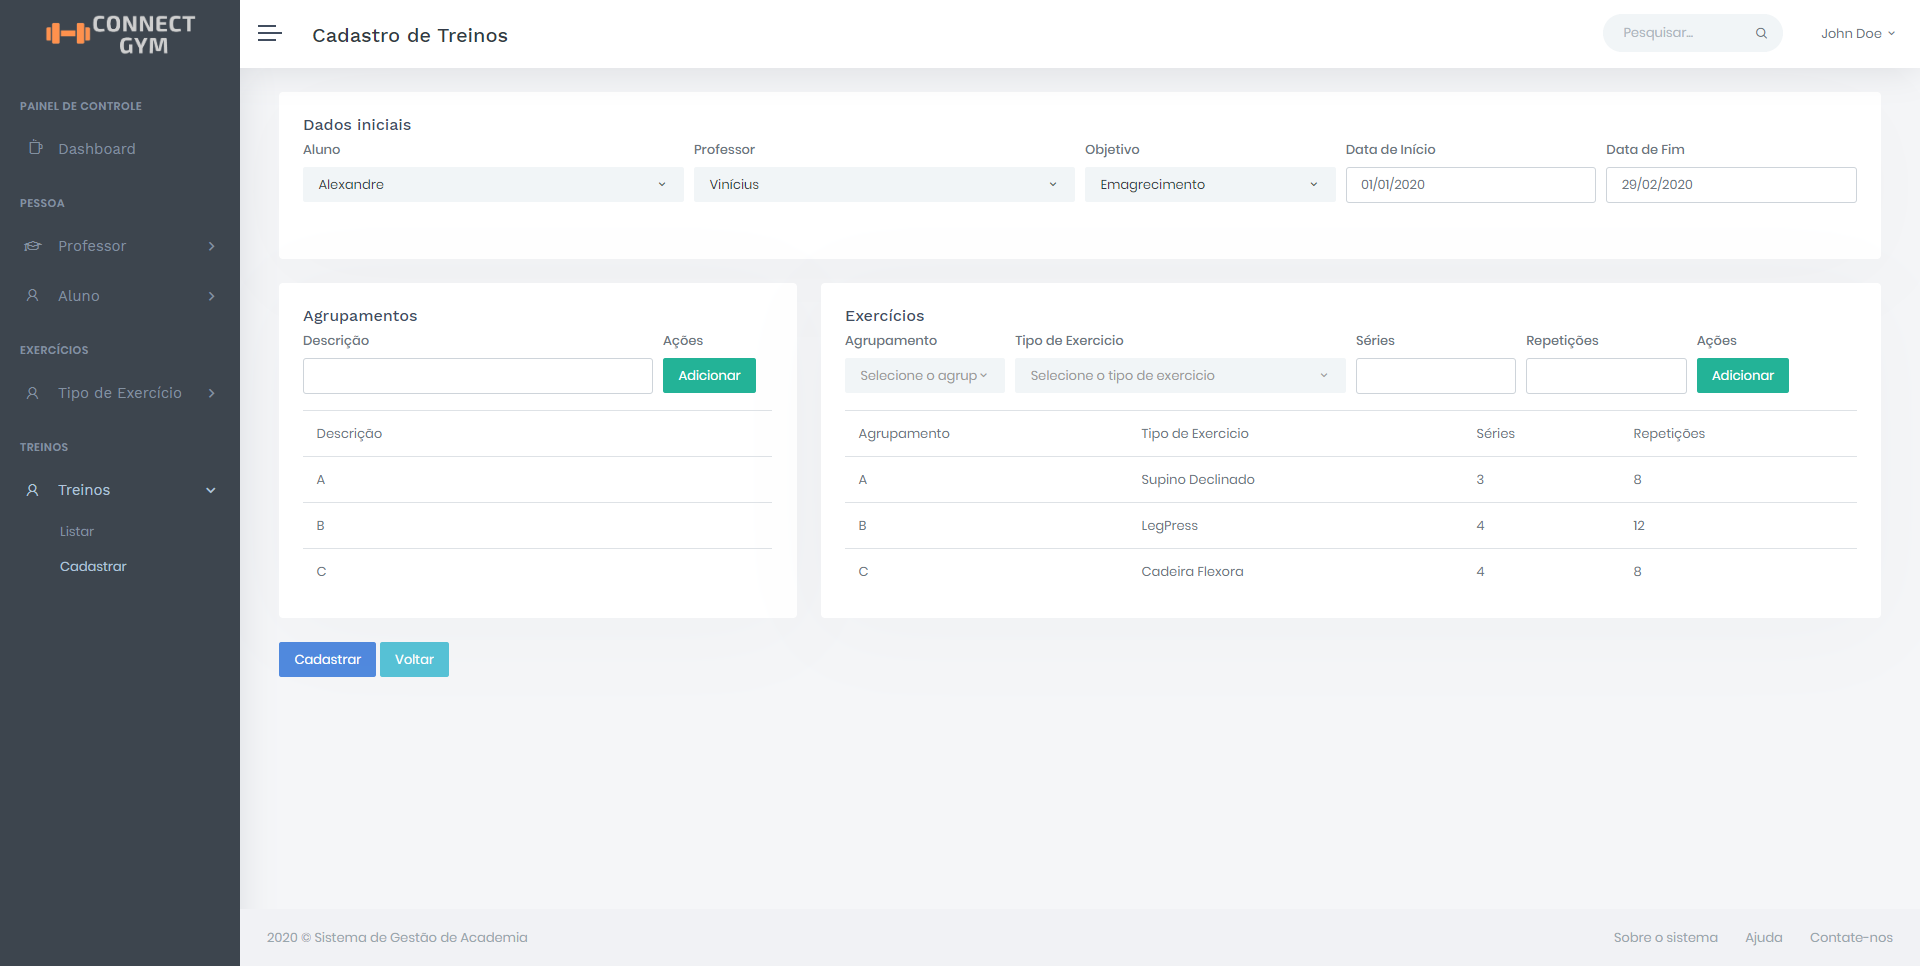 CONNECT
GYM
Cadastro de Treinos
Pesquisar...
John Doe
PAINEL DE CONTROLE
Dashboard
PESSOA
Professor
Aluno
EXERCÍCIOS
Tipo de Exercício
TREINOS
Treinos
Listar
Cadastrar
Dados iniciais
Aluno Professor Objetivo Data de Início Data de Fim
Alexandre Vinícius Emagrecimento 01/01/2020 29/02/2020
Agrupamentos
Descrição Ações
Adicionar
Descrição
A
B
C
Exercícios
Agrupamento Tipo de Exercicio Séries Repetições Ações
Selecione o agrup Selecione o tipo de exercicio Adicionar
Agrupamento Tipo de Exercicio Séries Repetições
A Supino Declinado 3 8
B LegPress 4 12
C Cadeira Flexora 4 8
Cadastrar Voltar
2020 © Sistema de Gestão de Academia
Sobre o sistema Ajuda Contate-nos